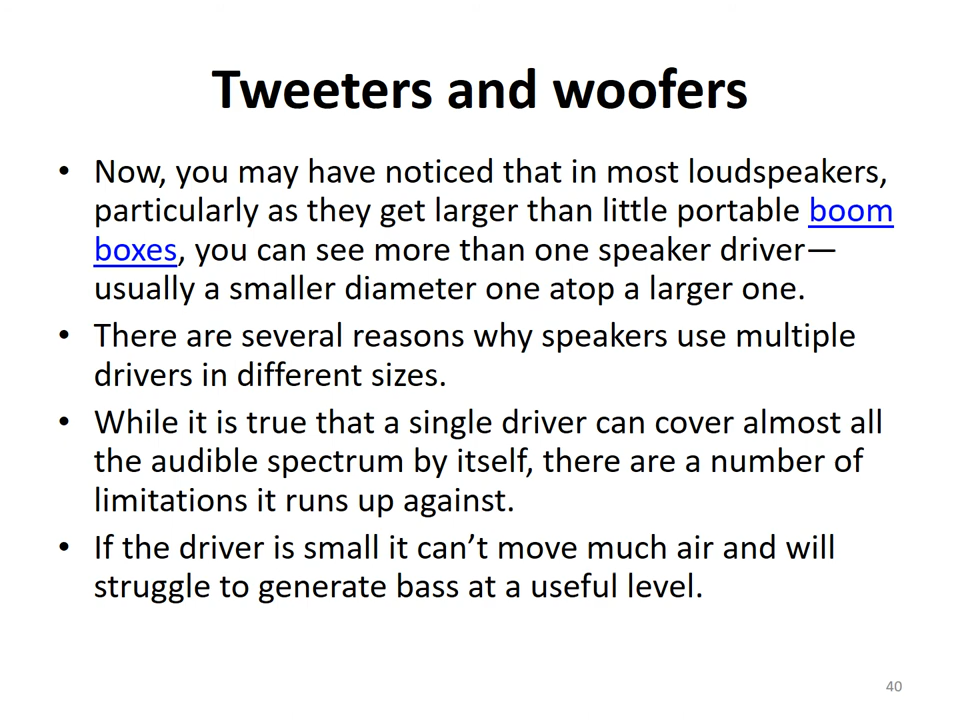 Tweeters and woofers
• Now, you may have noticed that in most loudspeakers,
particularly as they get larger than little portable boom
boxes, you can see more than one speaker driver—
usually a smaller diameter one atop a larger one.
• There are several reasons why speakers use multiple
drivers in different sizes.
• While it is true that a single driver can cover almost all
the audible spectrum by itself, there are a number of
limitations it runs up against.
• If the driver is small it can’t move much air and will
struggle to generate bass at a useful level.
40